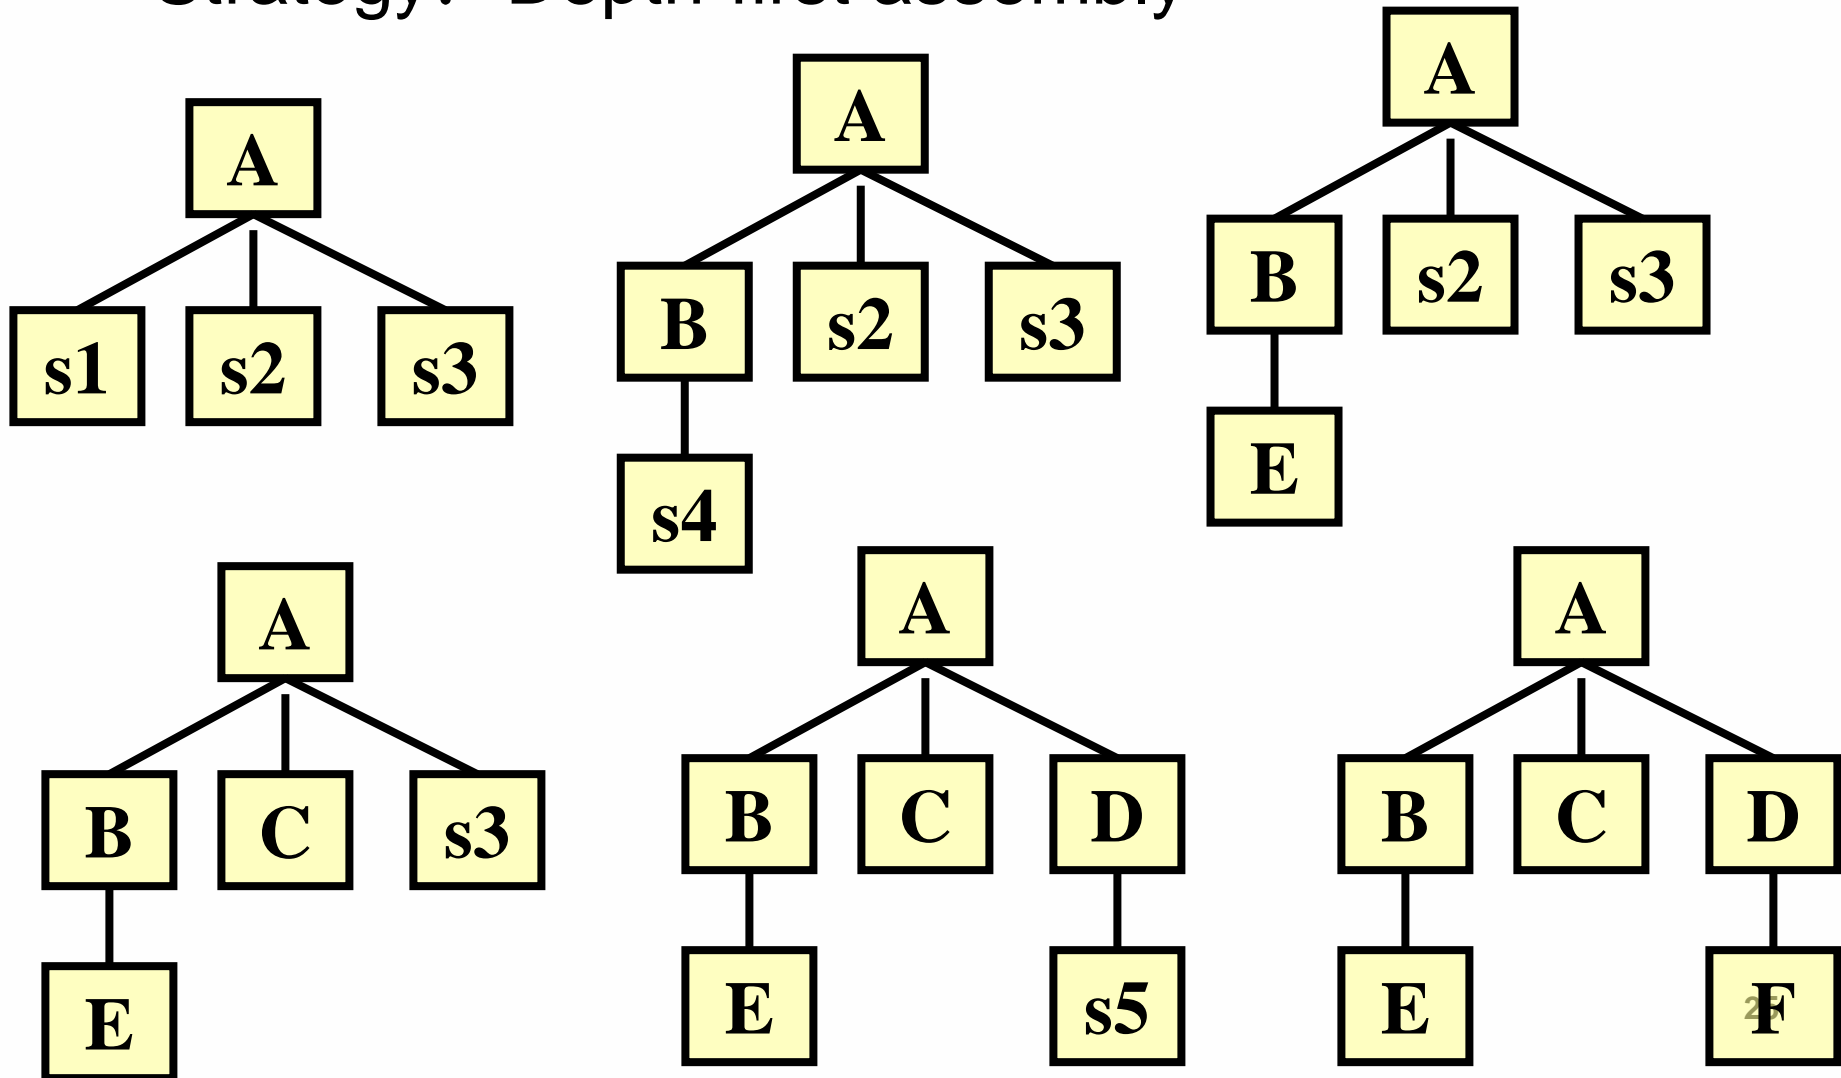 Strategy: Depth-first assembly
A
s1 s2 s3
A
B s2 s3
s4
A
B s2 s3
E
A
B C s3
E
A
B C D
E s5
A
B C D
E F